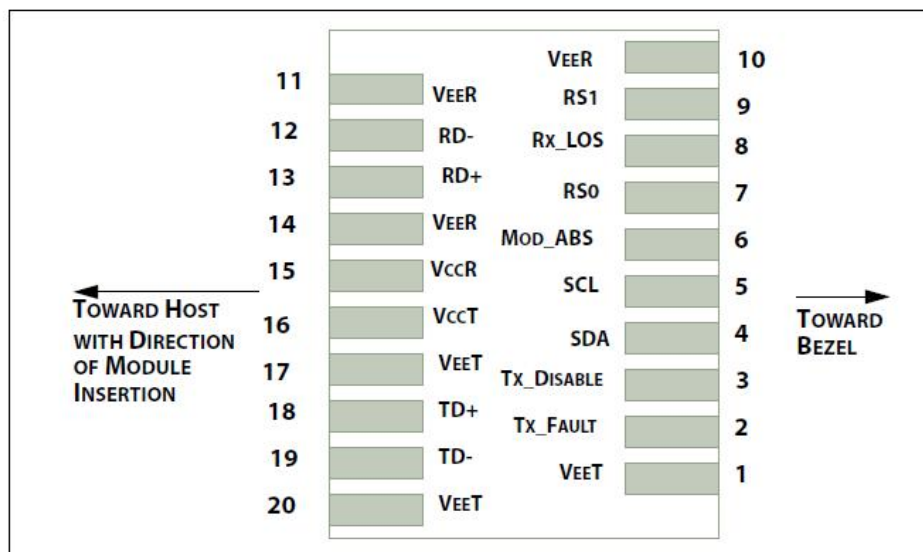 11 VEER
12 RD-
13 RD+
14 VEER
15 VCCR
16 VCCT
17 VEET
18 TD+
19 TD-
20 VEET
VEER 10
RS1 9
RX_LOS 8
RS0 7
MOD_ABS 6
SCL 5
SDA 4
TX_DISABLE 3
TX_FAULT 2
VEET 1
TOWARD HOST
WITH DIRECTION
OF MODULE
INSERTION
TOWARD
BEZEL